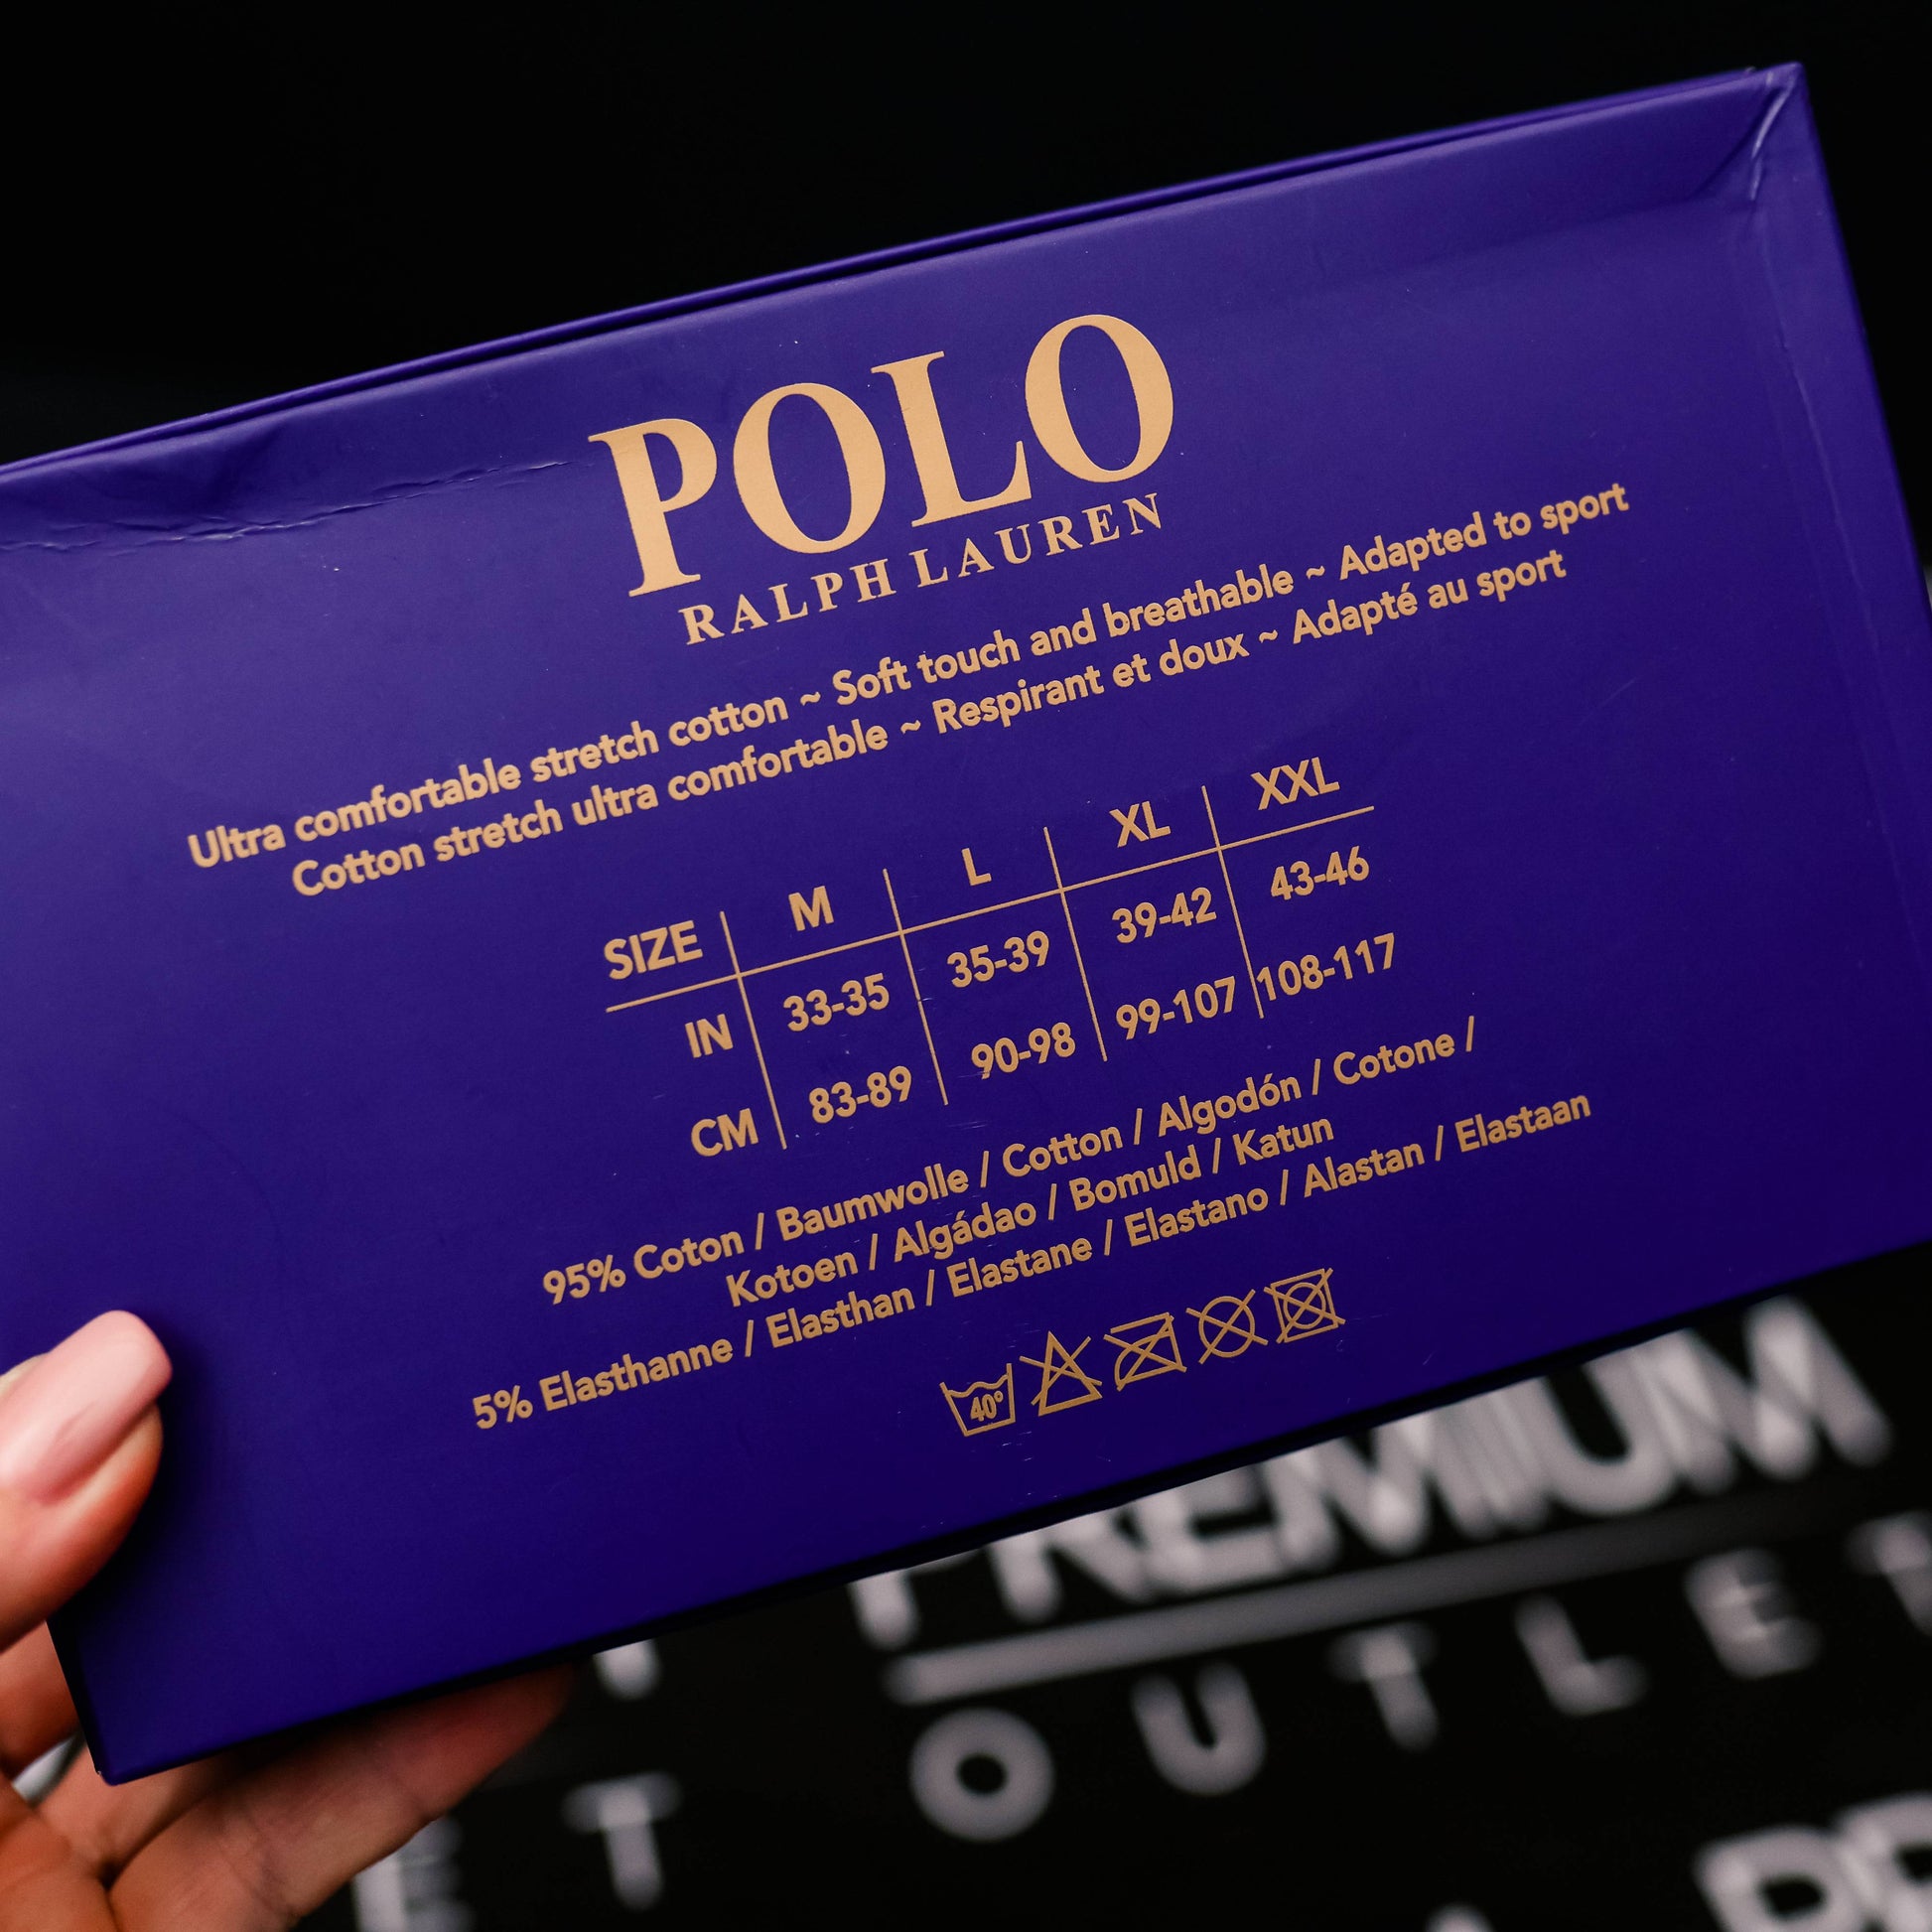 POLO
RALPH LAUREN
Ultra comfortable stretch cotton ~ Soft touch and breathable ~ Adapted to sport
Cotton stretch ultra comfortable ~ Respirant et doux ~ Adapté au sport
SIZE M L XL XXL
IN 33-35 35-39 39-42 43-46
CM 83-89 90-98 99-107 108-117
95% Coton / Baumwolle / Cotton / Algodón / Cotone /
Kotoen / Algádao / Bomuld / Katun
5% Elasthanne / Elasthan / Elastane / Elastano / Alastan / Elastaan
40°
PREMIUM
OUTLET